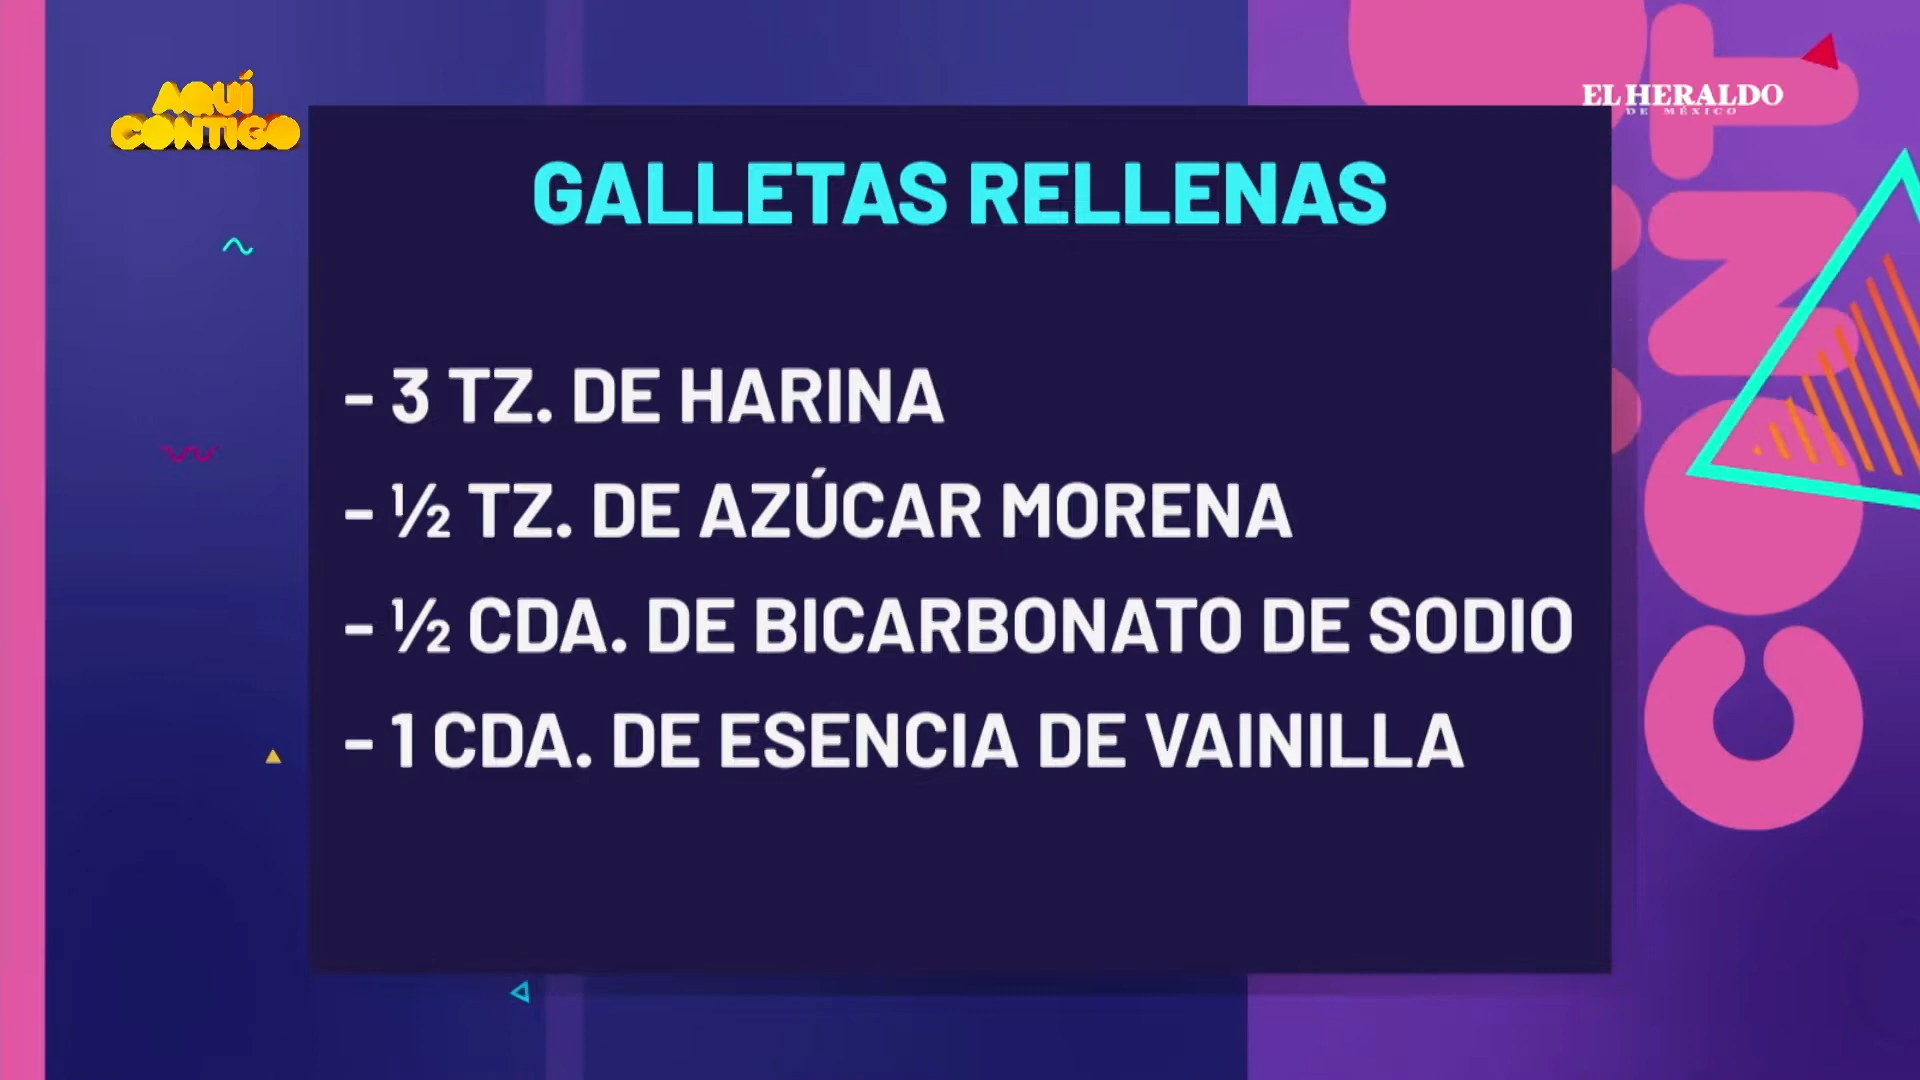 AQUÍ
CONTIGO
EL HERALDO
DE MÉXICO
GALLETAS RELLENAS
- 3 TZ. DE HARINA
- ½ TZ. DE AZÚCAR MORENA
- ½ CDA. DE BICARBONATO DE SODIO
- 1 CDA. DE ESENCIA DE VAINILLA
CONT